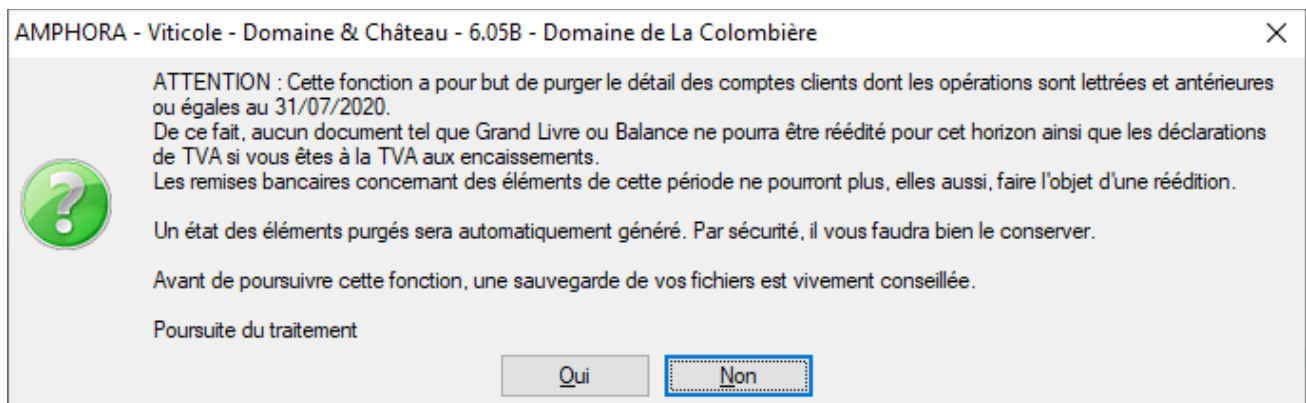 AMPHORA - Viticole - Domaine & Château - 6.05B - Domaine de La Colombière
ATTENTION : Cette fonction a pour but de purger le détail des comptes clients dont les opérations sont lettrées et antérieures
ou égales au 31/07/2020.
De ce fait, aucun document tel que Grand Livre ou Balance ne pourra être réédité pour cet horizon ainsi que les déclarations
de TVA si vous êtes à la TVA aux encaissements.
Les remises bancaires concernant des éléments de cette période ne pourront plus, elles aussi, faire l'objet d'une réédition.
Un état des éléments purgés sera automatiquement généré. Par sécurité, il vous faudra bien le conserver.
Avant de poursuivre cette fonction, une sauvegarde de vos fichiers est vivement conseillée.
Poursuite du traitement
Oui Non